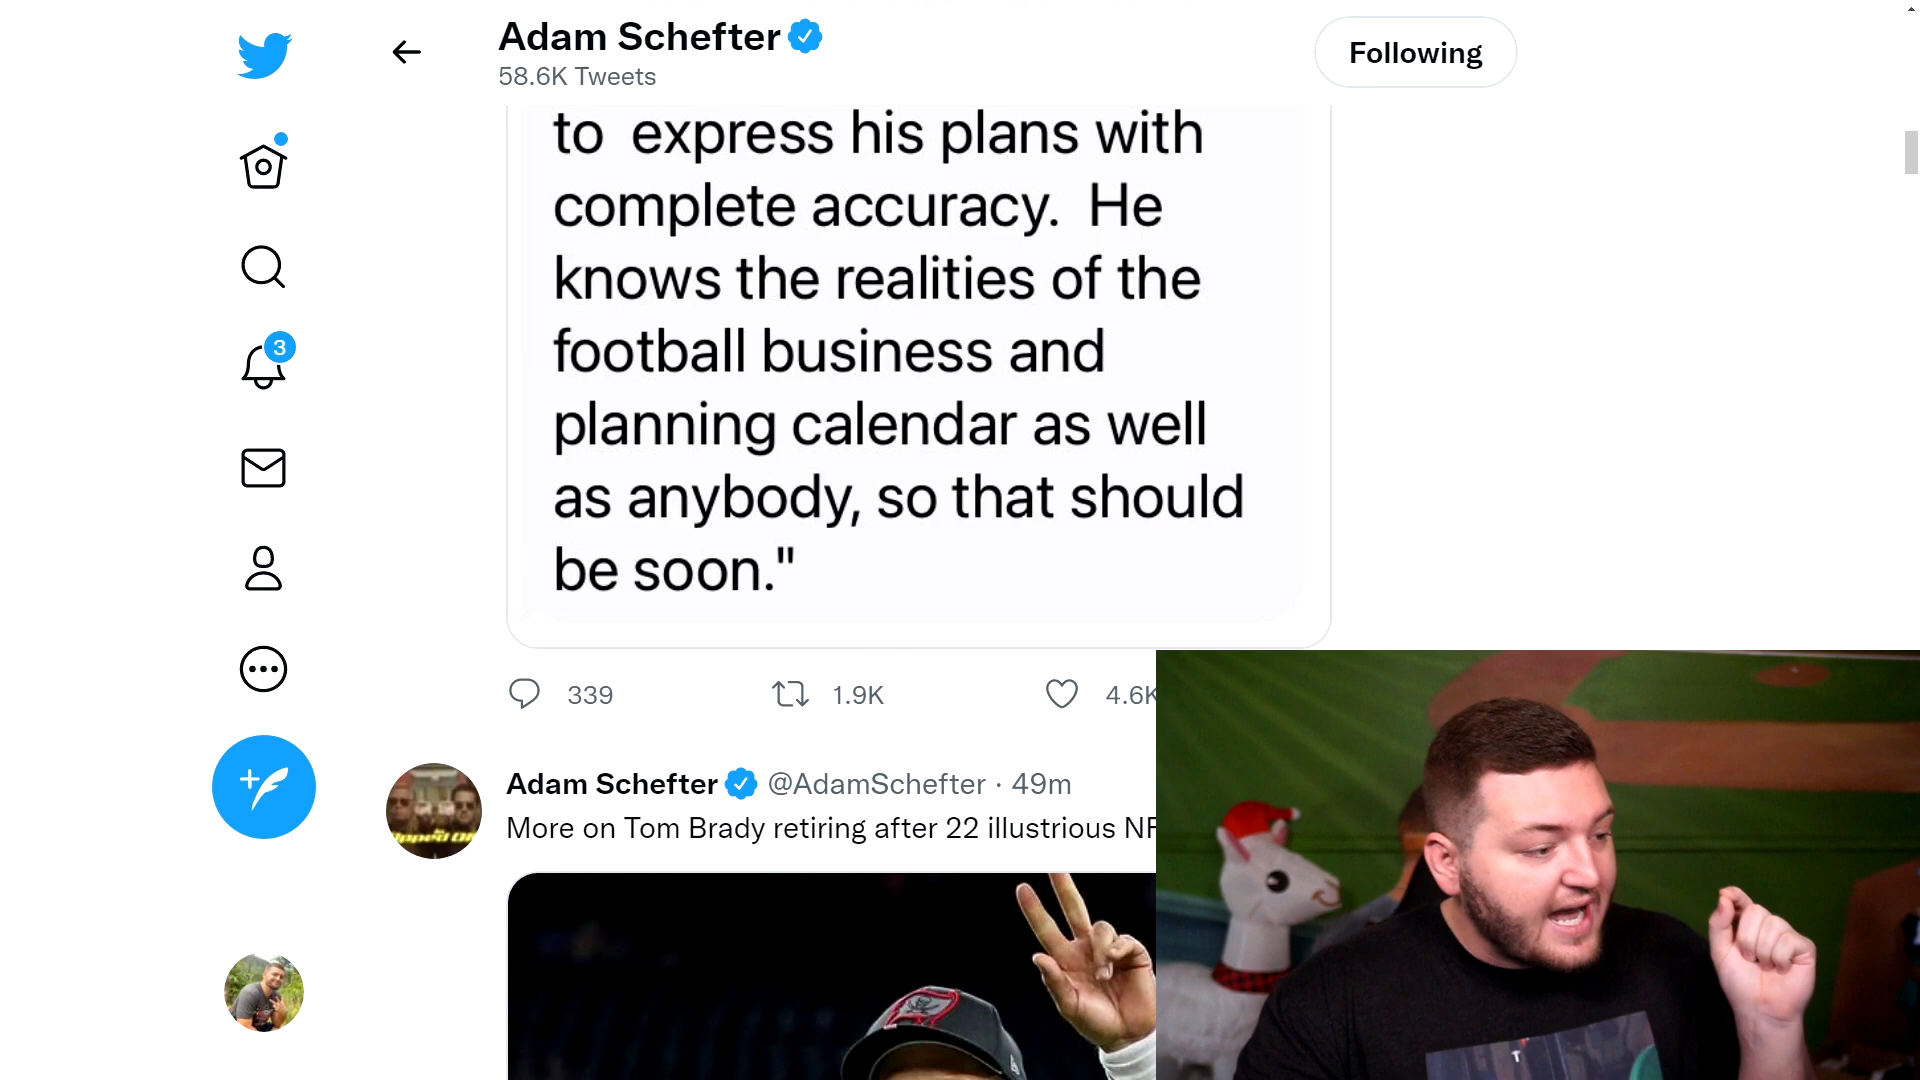 Adam Schefter
58.6K Tweets
Following
to express his plans with
complete accuracy. He
knows the realities of the
football business and
planning calendar as well
as anybody, so that should
be soon."
3
339
1.9K
4.6K
Adam Schefter @AdamSchefter · 49m
More on Tom Brady retiring after 22 illustrious NF